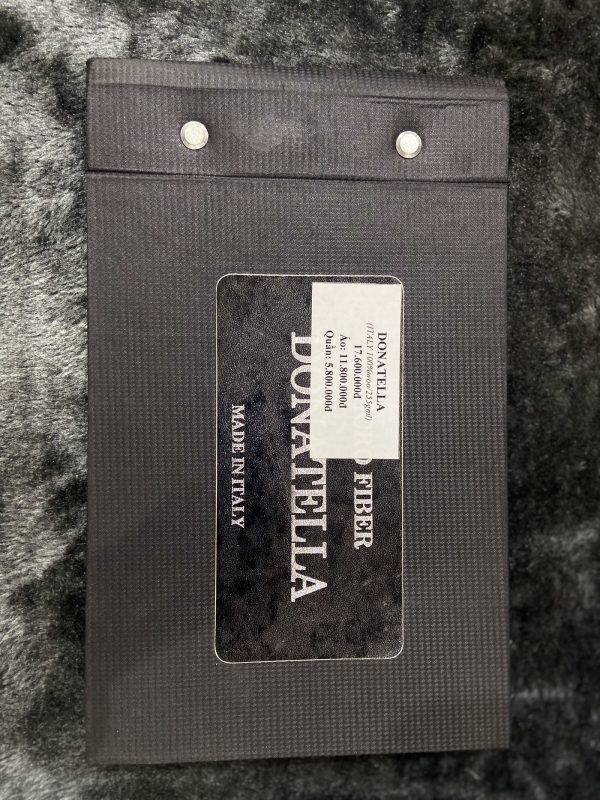 DONATELLA
(ITALY 100%woo/255gml)
17.600.000đ
Áo: 11.800.000đ
Quần: 5.800.000đ
FIBER
DONATELLA
MADE IN ITALY